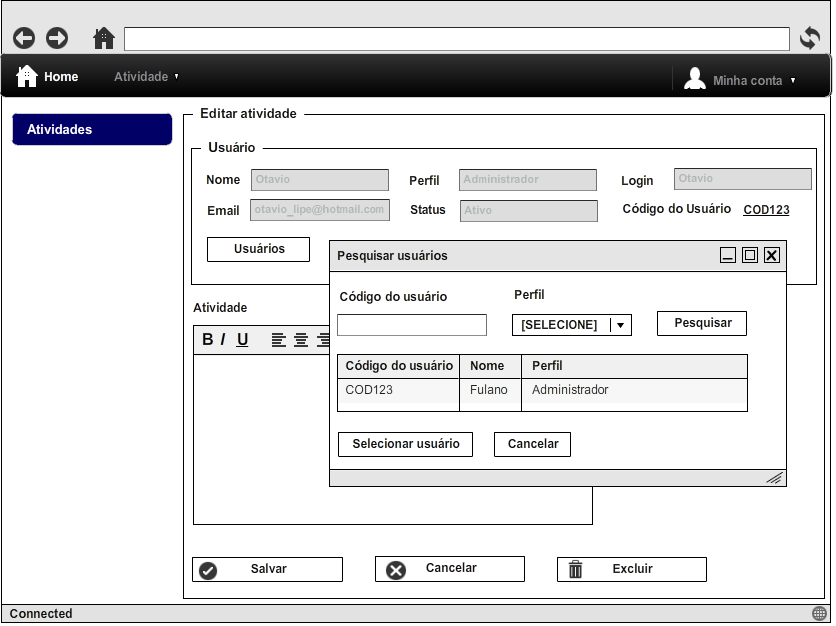 Home
Atividade
Minha conta
Atividades
Editar atividade
Usuário
Nome
Otavio
Perfil
Administrador
Login
Otavio
Email
otavio_lipe@hotmail.com
Status
Ativo
Código do Usuário
COD123
Usuários
Pesquisar usuários
Código do usuário
Perfil
[SELECIONE]
Pesquisar
Código do usuário Nome Perfil
COD123 Fulano Administrador
Selecionar usuário
Cancelar
Atividade
B I U
Salvar
Cancelar
Excluir
Connected